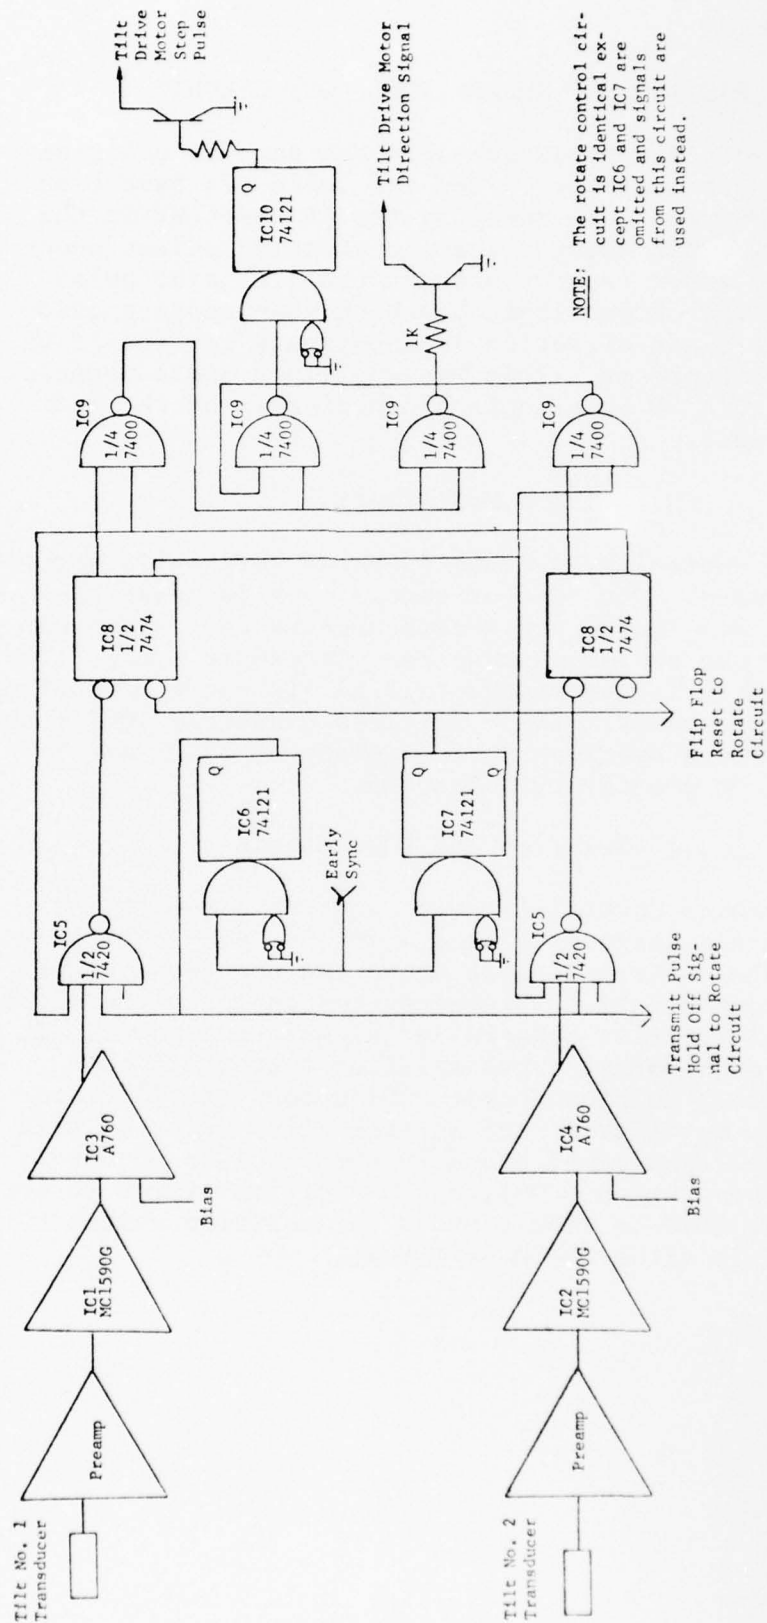 Tilt No. 1
Transducer
Preamp
IC1
MC1590G
IC3
A760
Bias
IC5
1/2
7420
IC8
1/2
7474
IC9
1/4
7400
Tilt
Drive
Motor
Step
Pulse
IC6
74121
Q
Early
Sync
IC7
74121
Q
Q
IC9
1/4
7400
IC10
74121
Q
IC9
1/4
7400
1K
Tilt Drive Motor
Direction Signal
Tilt No. 2
Transducer
Preamp
IC2
MC1590G
IC4
A760
Bias
IC5
1/2
7420
IC8
1/2
7474
IC9
1/4
7400
Transmit Pulse
Hold Off Sig-
nal to Rotate
Circuit
Flip Flop
Reset to
Rotate
Circuit
NOTE: The rotate control cir-
cuit is identical ex-
cept IC6 and IC7 are
omitted and signals
from this circuit are
used instead.